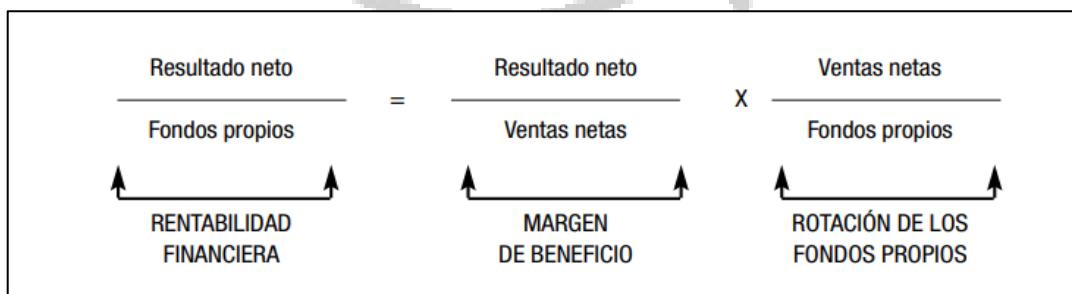 Resultado neto Resultado neto Ventas netas
= X
Fondos propios Ventas netas Fondos propios
RENTABILIDAD MARGEN ROTACIÓN DE LOS
FINANCIERA DE BENEFICIO FONDOS PROPIOS